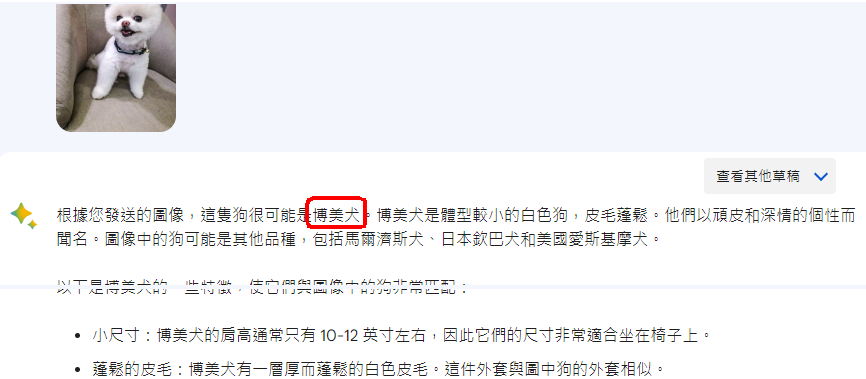 查看其他草稿
根據您發送的圖像，這隻狗很可能是博美犬。博美犬是體型較小的白色狗，皮毛蓬鬆。他們以頑皮和深情的個性而
聞名。圖像中的狗可能是其他品種，包括馬爾濟斯犬、日本欽巴犬和美國愛斯基摩犬。
以下是博美犬的一些特徵，使它們與圖像中的狗非常匹配：
• 小尺寸：博美犬的肩高通常只有 10-12 英寸左右，因此它們的尺寸非常適合坐在椅子上。
• 蓬鬆的皮毛：博美犬有一層厚而蓬鬆的白色皮毛。這件外套與圖中狗的外套相似。